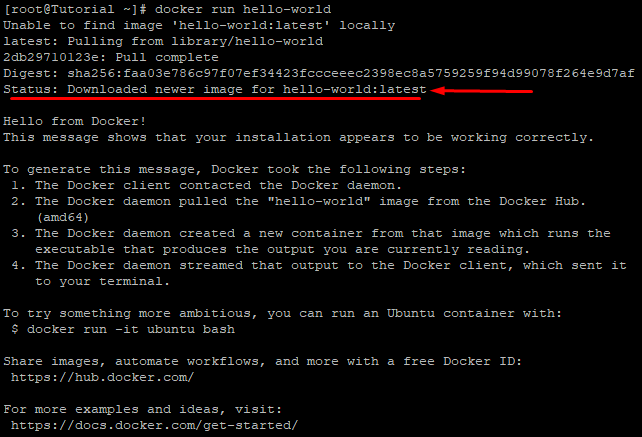 [root@Tutorial ~]# docker run hello-world
Unable to find image 'hello-world:latest' locally
latest: Pulling from library/hello-world
2db29710123e: Pull complete
Digest: sha256:faa03e786c97f07ef34423fccceeec2398ec8a5759259f94d99078f264e9d7af
Status: Downloaded newer image for hello-world:latest
Hello from Docker!
This message shows that your installation appears to be working correctly.
To generate this message, Docker took the following steps:
1. The Docker client contacted the Docker daemon.
2. The Docker daemon pulled the "hello-world" image from the Docker Hub.
(amd64)
3. The Docker daemon created a new container from that image which runs the
executable that produces the output you are currently reading.
4. The Docker daemon streamed that output to the Docker client, which sent it
to your terminal.
To try something more ambitious, you can run an Ubuntu container with:
$ docker run -it ubuntu bash
Share images, automate workflows, and more with a free Docker ID:
https://hub.docker.com/
For more examples and ideas, visit:
https://docs.docker.com/get-started/